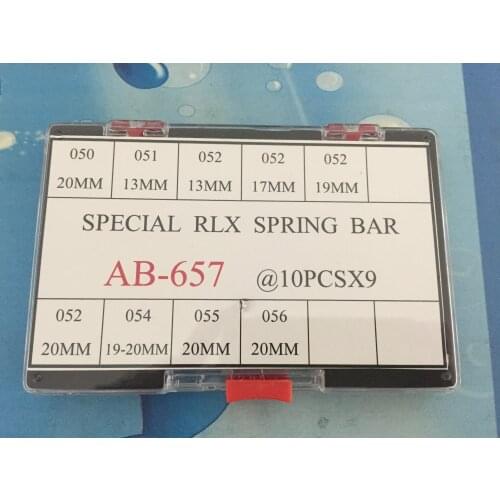 050 051 052 052 052
20MM 13MM 13MM 17MM 19MM
SPECIAL RLX SPRING BAR
AB-657 @10PCSX9
052 054 055 056
20MM 19-20MM 20MM 20MM